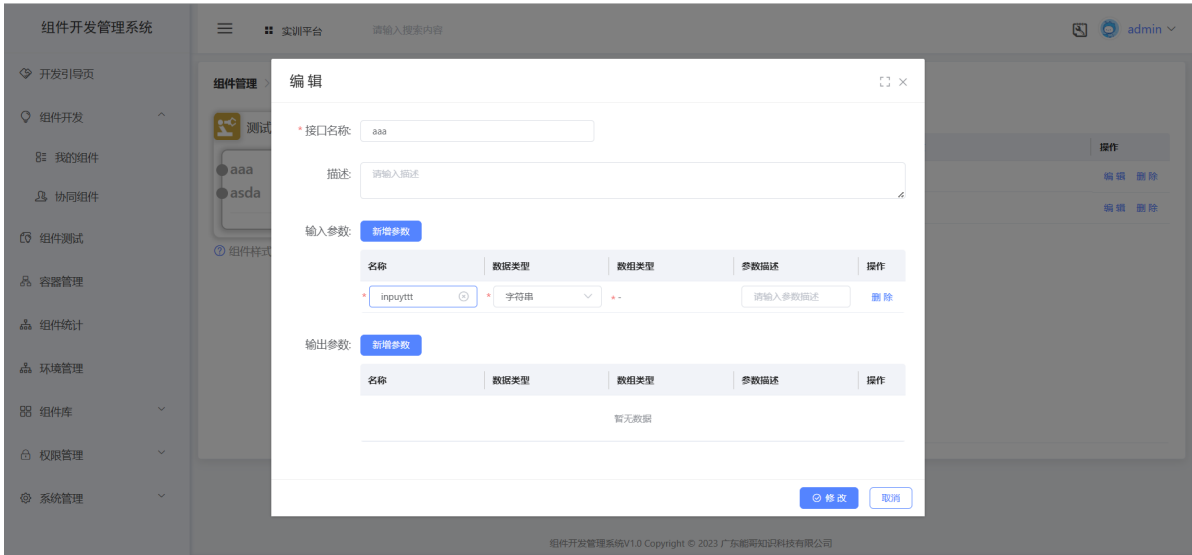 组件开发管理系统
实训平台 请输入搜索内容 admin
开发引导页
组件开发
我的组件
协同组件
组件测试
容器管理
组件统计
环境管理
组件库
权限管理
系统管理
组件管理
测试
aaa
asda
组件样式
操作
编辑 删除
编辑 删除
编辑
* 接口名称: aaa
描述: 请输入描述
输入参数: 新增参数
名称 数据类型 数组类型 参数描述 操作
* inpuyttt * 字符串 * - 请输入参数描述 删除
输出参数: 新增参数
名称 数据类型 数组类型 参数描述 操作
暂无数据
修改 取消
组件开发管理系统V1.0 Copyright © 2023 广东能哥知识科技有限公司